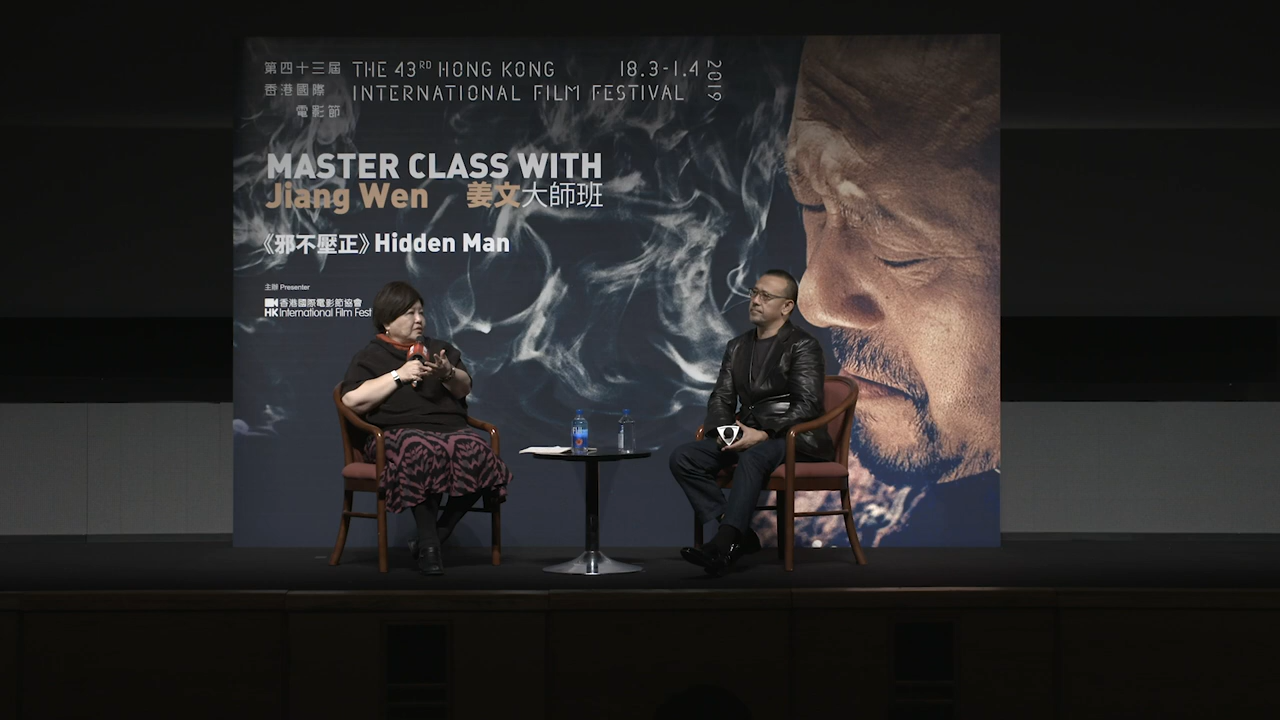 第四十三屆
香港國際
電影節
THE 43RD HONG KONG
INTERNATIONAL FILM FESTIVAL
18.3-1.4
2019
MASTER CLASS WITH
Jiang Wen 姜文大師班
《邪不壓正》Hidden Man
主辦 Presenter
香港國際電影節協會
HK International Film Fest